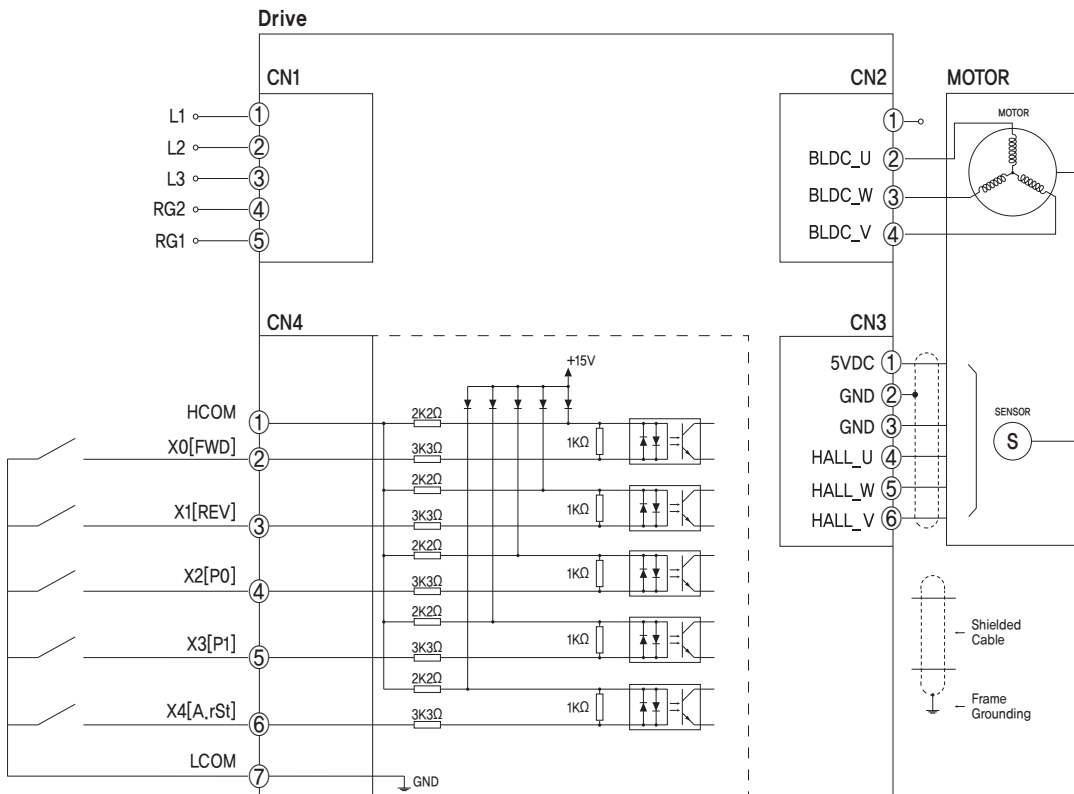 Drive
CN1
L1 1
L2 2
L3 3
RG2 4
RG1 5
CN2
1
BLDC_U 2
BLDC_W 3
BLDC_V 4
MOTOR
MOTOR
CN4
+15V
HCOM 1 2K2Ω
1KΩ
X0[FWD] 2 3K3Ω
2K2Ω
1KΩ
X1[REV] 3 3K3Ω
2K2Ω
1KΩ
X2[P0] 4 3K3Ω
2K2Ω
1KΩ
X3[P1] 5 3K3Ω
2K2Ω
1KΩ
X4[A.rSt] 6 3K3Ω
LCOM 7
GND
CN3
5VDC 1
GND 2
GND 3
HALL_U 4
HALL_W 5
HALL_V 6
SENSOR
S
Shielded
Cable
Frame
Grounding